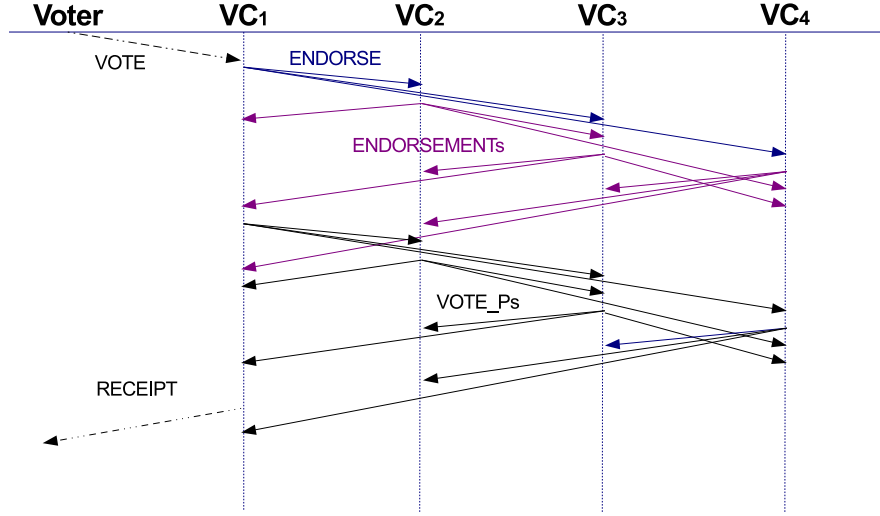 Voter VC1 VC2 VC3 VC4
VOTE
ENDORSE
ENDORSEMENTs
VOTE_Ps
RECEIPT